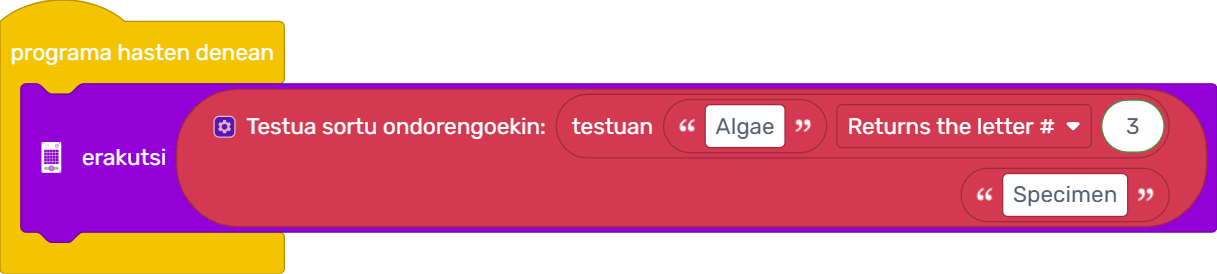 programa hasten denean
Testua sortu ondorengoekin: testuan “ Algae ” Returns the letter # 3
erakutsi
“ Specimen ”